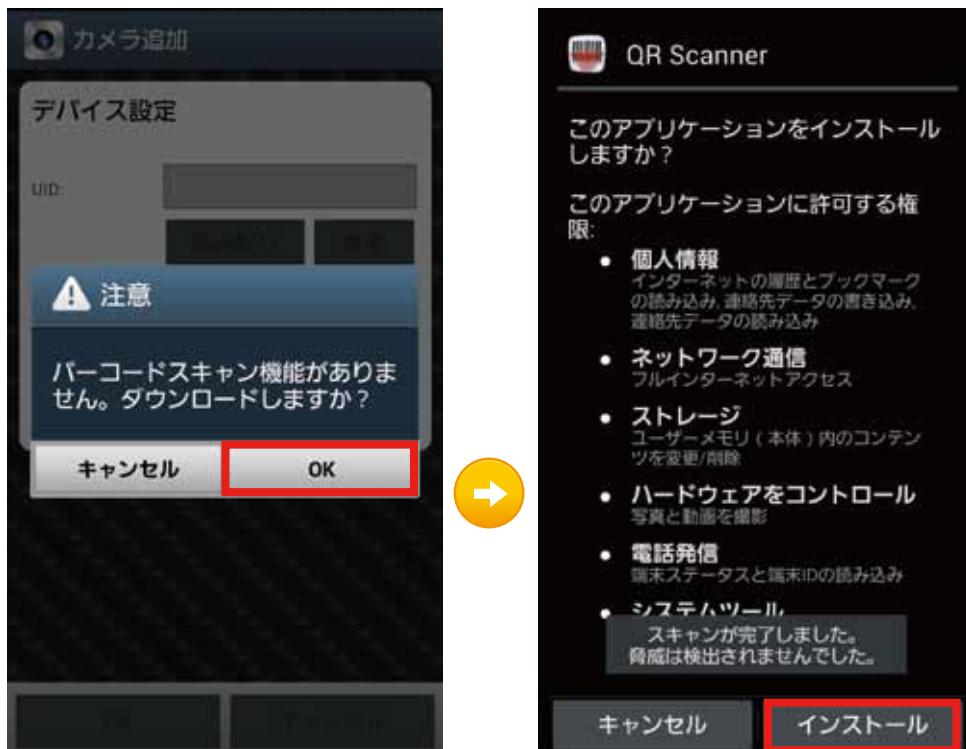 カメラ追加
デバイス設定
UID:
注意
バーコードスキャン機能がありま
せん。ダウンロードしますか？
キャンセル
OK
QR Scanner
このアプリケーションをインストール
しますか？
このアプリケーションに許可する権
限:
● 個人情報
インターネットの履歴とブックマーク
の読み込み, 連絡先データの書き込み,
連絡先データの読み込み
● ネットワーク通信
フルインターネットアクセス
● ストレージ
ユーザーメモリ ( 本体 ) 内のコンテン
ツを変更/削除
● ハードウェアをコントロール
写真と動画を撮影
● 電話発信
端末ステータスと端末IDの読み込み
● システムツール
スキャンが完了しました。
脅威は検出されませんでした。
キャンセル
インストール